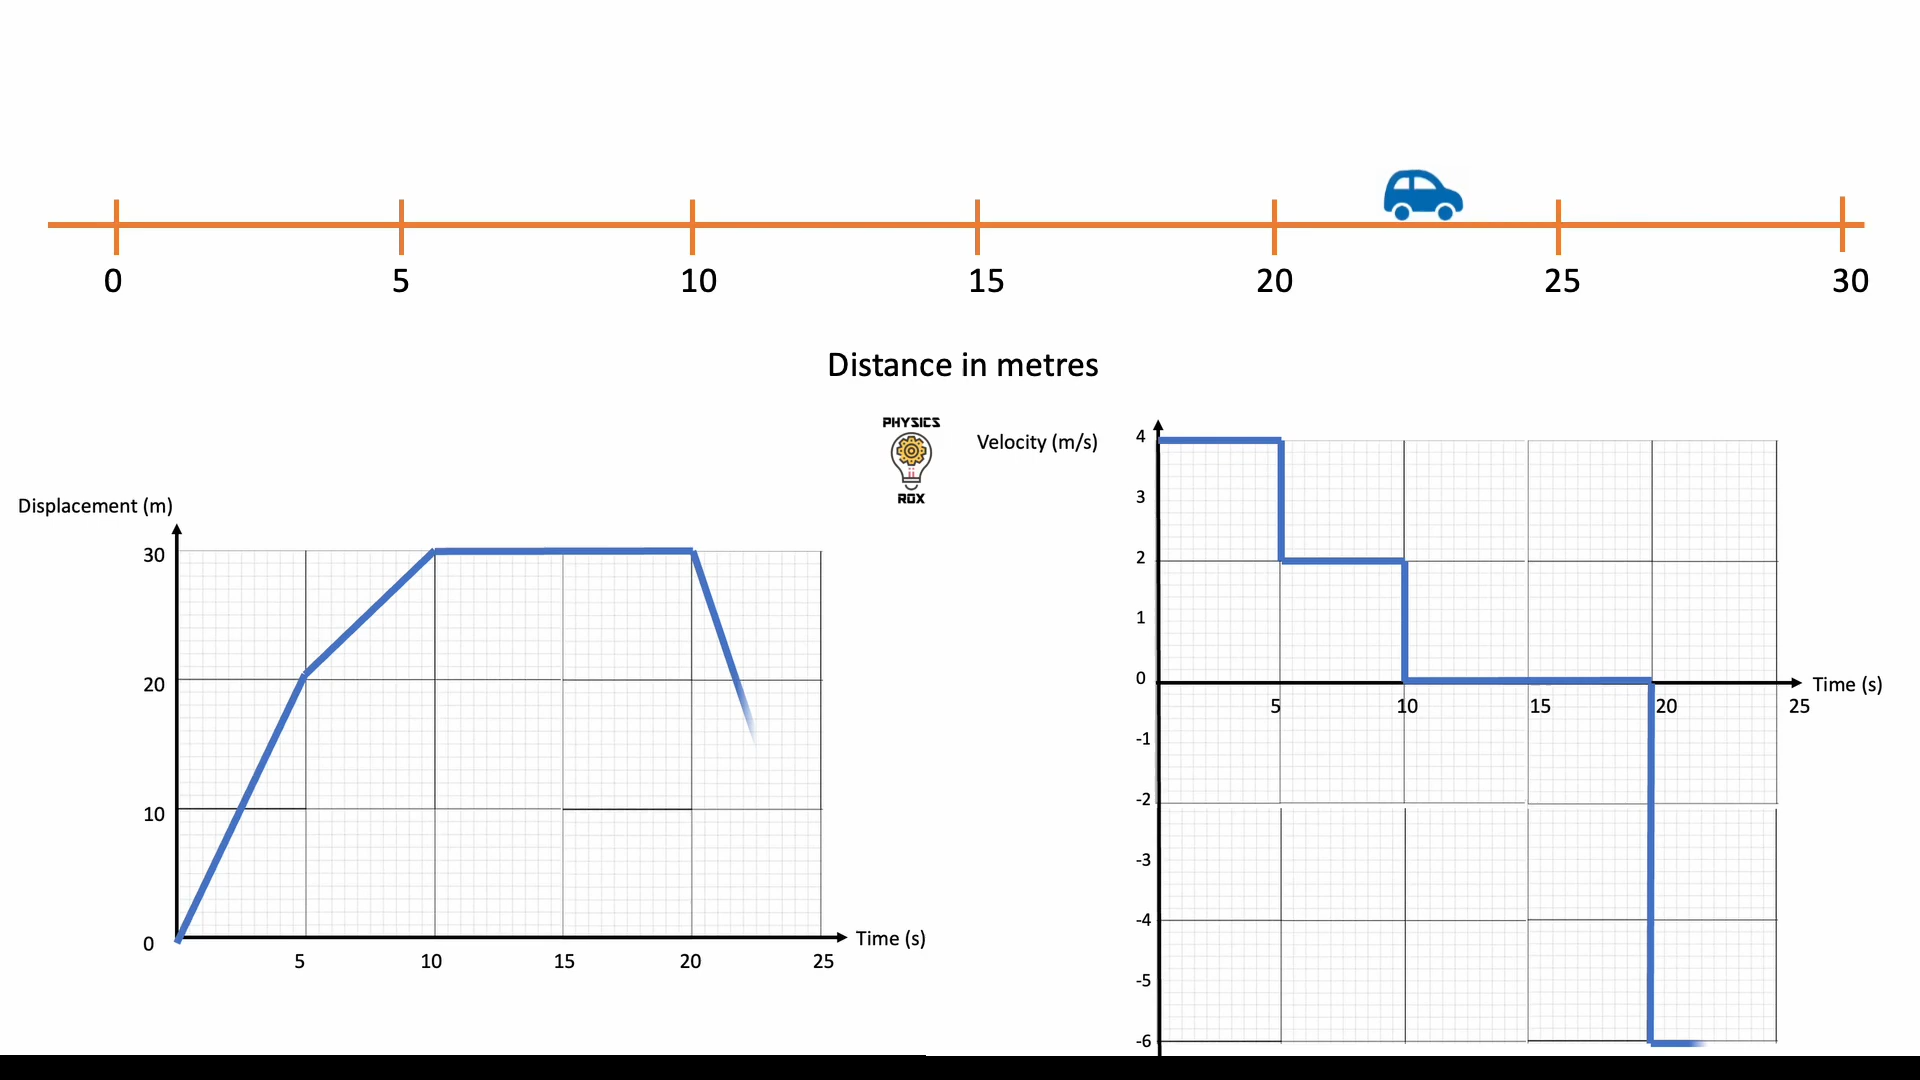 0 5 10 15 20 25 30
Distance in metres
PHYSICS
ROX
Displacement (m)
30
20
10
0
5 10 15 20 25
Time (s)
Velocity (m/s)
4
3
2
1
0
5 10 15 20 25
Time (s)
-1
-2
-3
-4
-5
-6